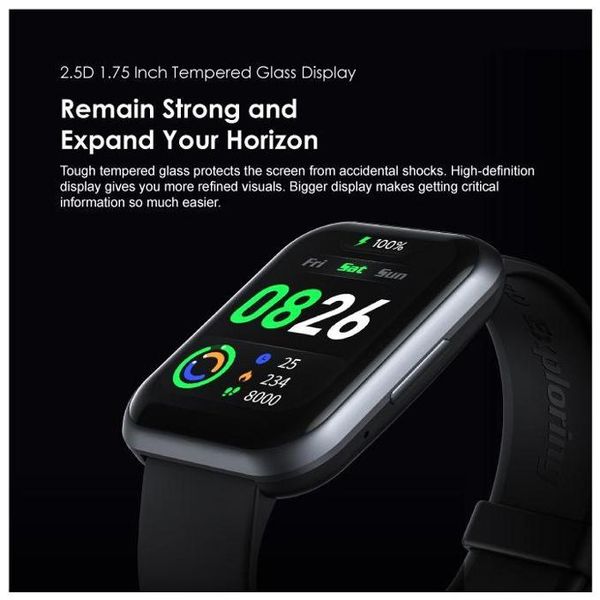 2.5D 1.75 Inch Tempered Glass Display
Remain Strong and
Expand Your Horizon
Tough tempered glass protects the screen from accidental shocks. High-definition
display gives you more refined visuals. Bigger display makes getting critical
information so much easier.
100%
Fri Sat Sun
08 26
25
234
8000
Exploring